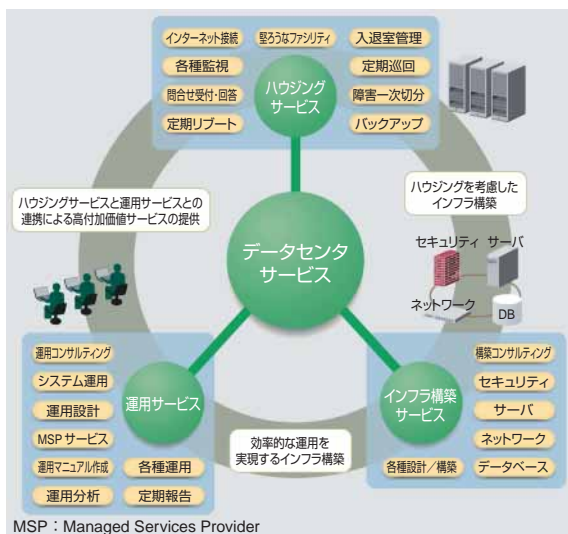 インターネット接続
堅ろうなファシリティ
入退室管理
各種監視
定期巡回
問合せ受付・回答
障害一次切分
定期リブート
バックアップ
ハウジング
サービス
ハウジングサービスと運用サービスとの
連携による高付加価値サービスの提供
ハウジングを考慮した
インフラ構築
データセンタ
サービス
セキュリティ
サーバ
ネットワーク
DB
運用コンサルティング
システム運用
運用設計
MSPサービス
運用マニュアル作成
各種運用
運用分析
定期報告
運用サービス
効率的な運用を
実現するインフラ構築
インフラ構築
サービス
構築コンサルティング
セキュリティ
サーバ
ネットワーク
各種設計/構築
データベース
MSP:Managed Services Provider